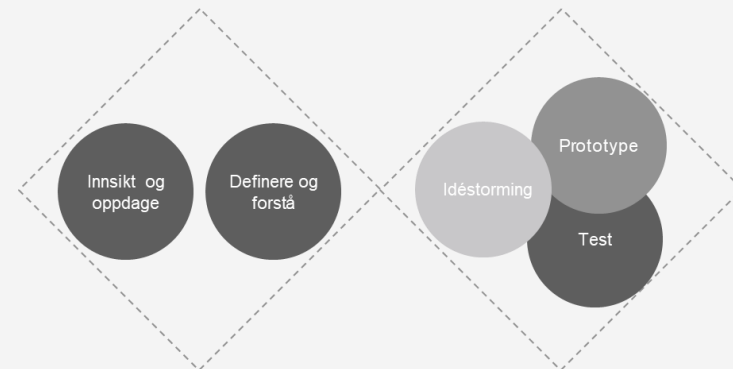 Innsikt og
oppdage
Definere og
forstå
Idéstorming
Prototype
Test